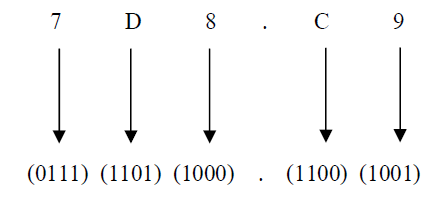 7 D 8 . C 9
(0111) (1101) (1000) . (1100) (1001)